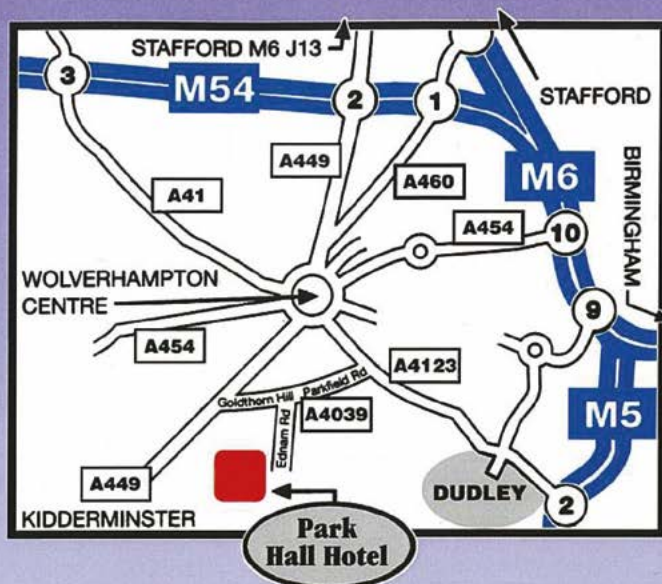 STAFFORD M6 J13
3
M54
2
1
STAFFORD
A449
A460
M6
BIRMINGHAM
A41
A454
10
WOLVERHAMPTON
CENTRE
9
A454
A4123
Goldthorn Hill
Parkfield Rd
A4039
Ednam Rd
M5
A449
DUDLEY
2
KIDDERMINSTER
Park
Hall Hotel